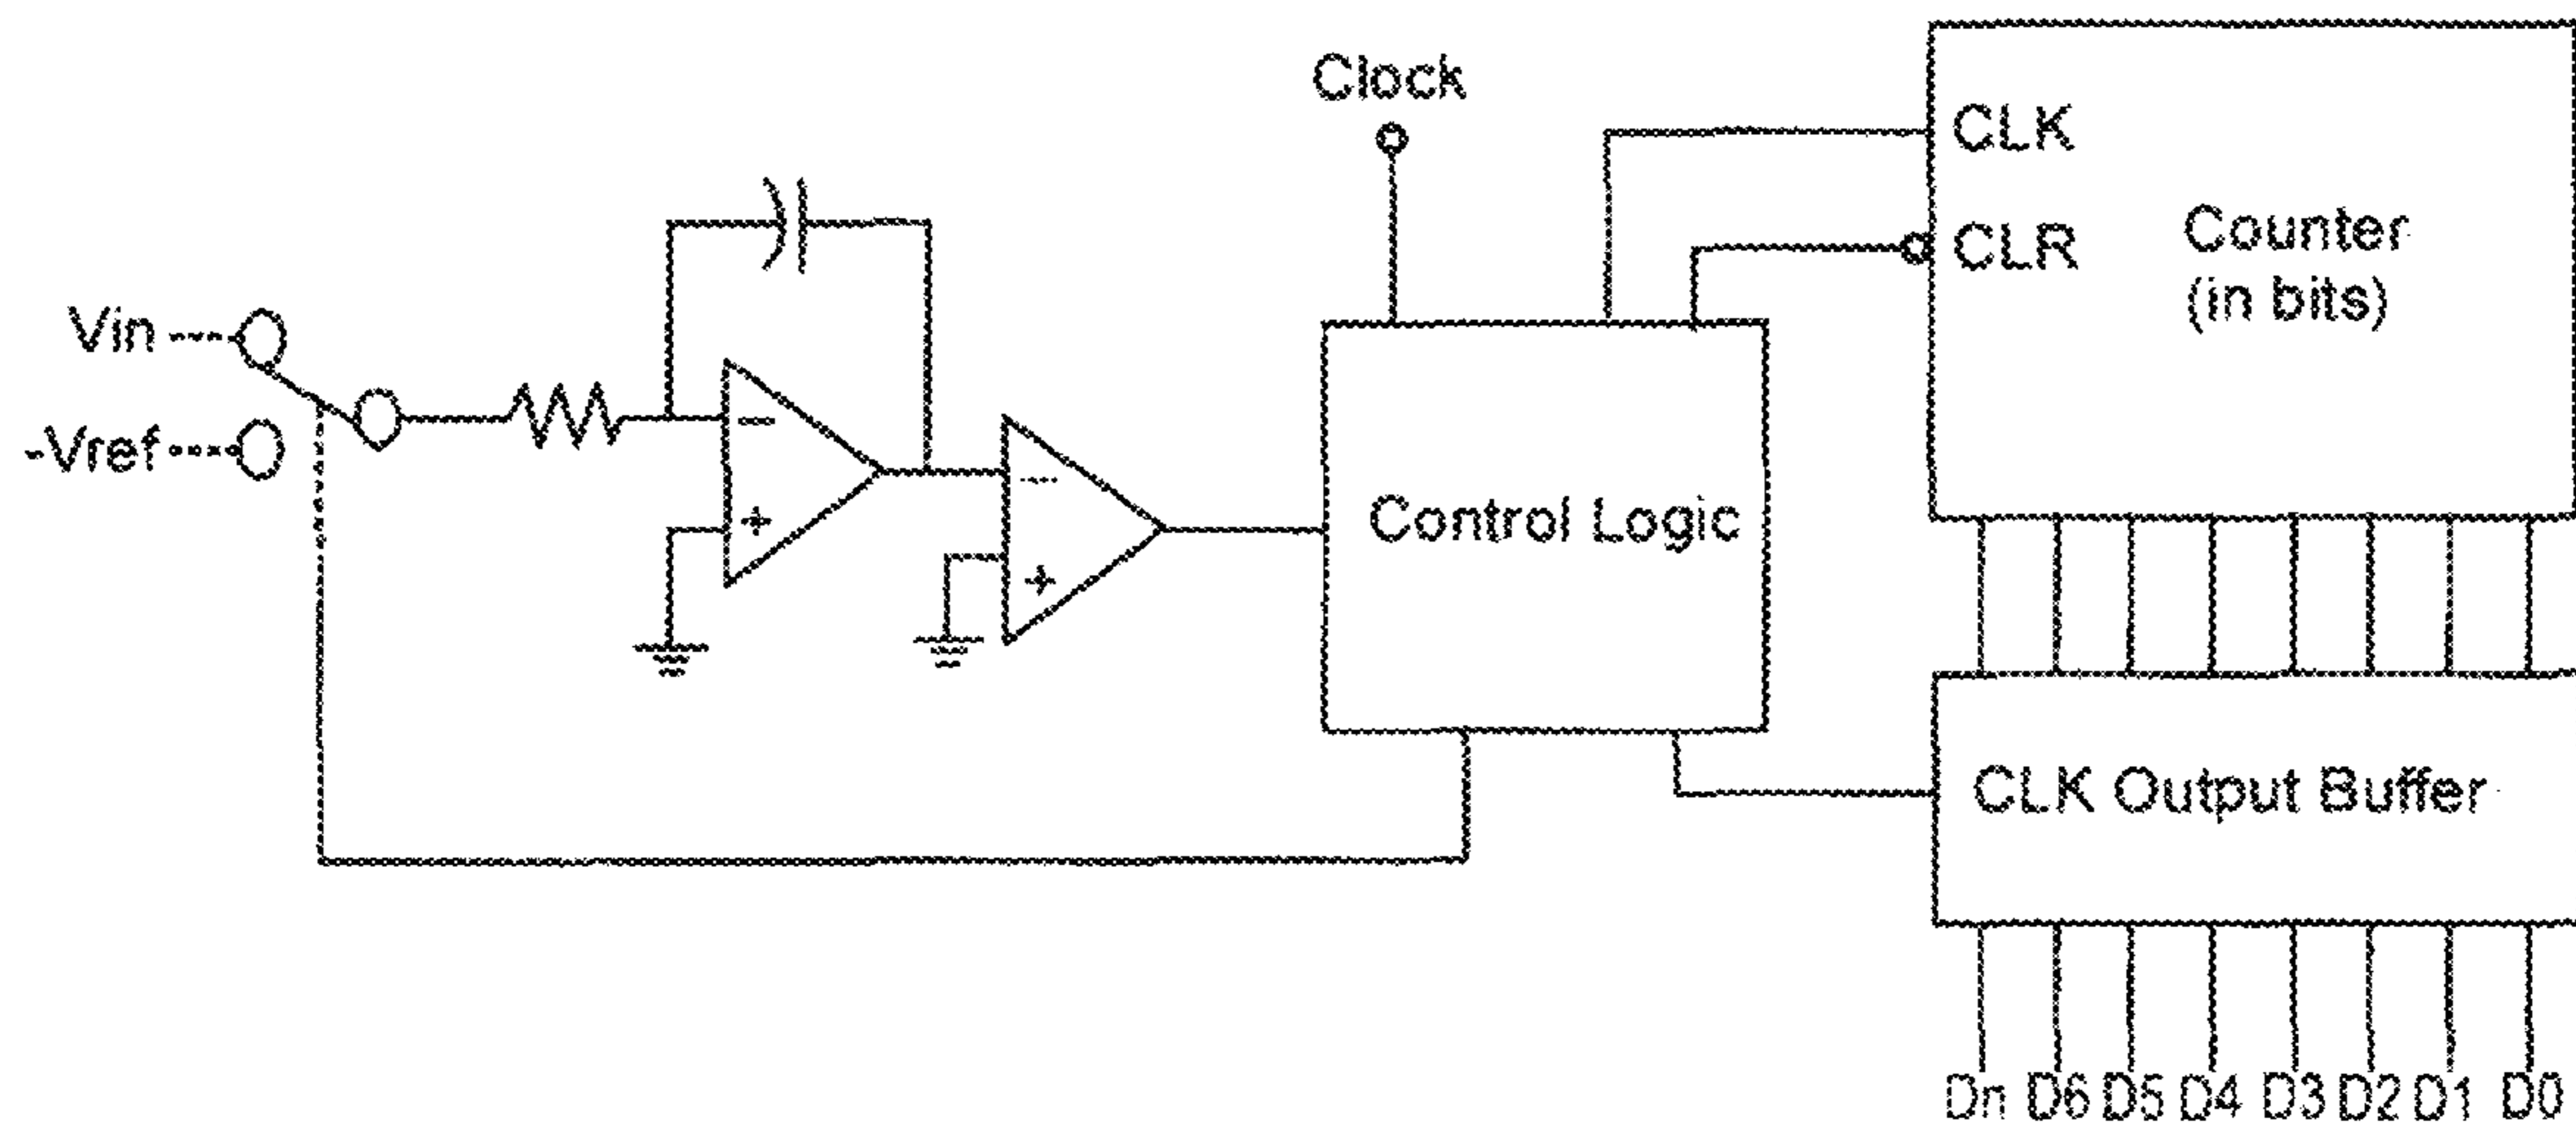 Clock
CLK
CLR
Counter
(in bits)
Vin
-Vref
−
+
−
+
Control Logic
CLK Output Buffer
Dn D6 D5 D4 D3 D2 D1 D0